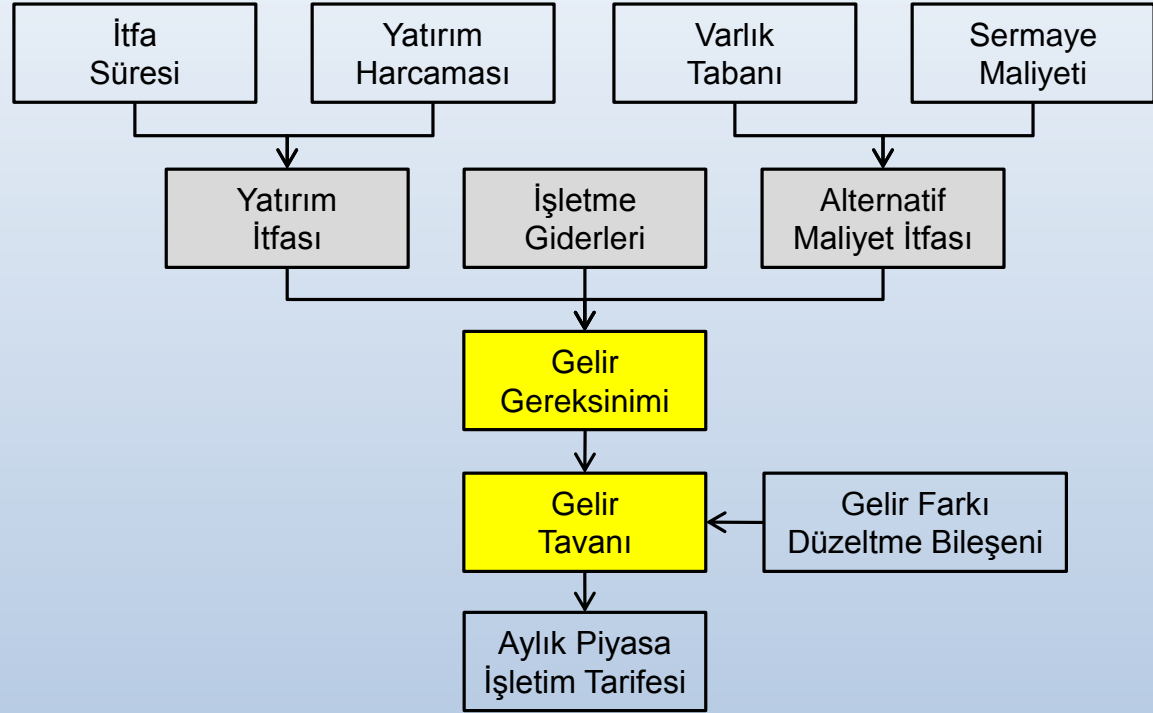 İtfa
Süresi
Yatırım
Harcaması
Varlık
Tabanı
Sermaye
Maliyeti
Yatırım
İtfası
İşletme
Giderleri
Alternatif
Maliyet İtfası
Gelir
Gereksinimi
Gelir
Tavanı
Gelir Farkı
Düzeltme Bileşeni
Aylık Piyasa
İşletim Tarifesi